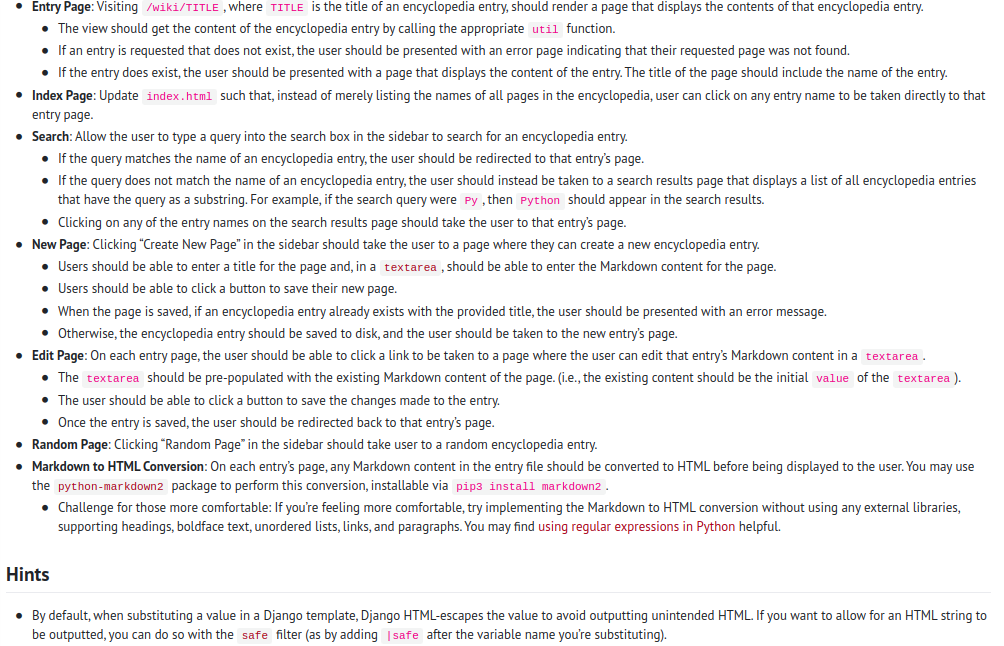 Entry Page: Visiting /wiki/TITLE, where TITLE is the title of an encyclopedia entry, should render a page that displays the contents of that encyclopedia entry.
The view should get the content of the encyclopedia entry by calling the appropriate util function.
If an entry is requested that does not exist, the user should be presented with an error page indicating that their requested page was not found.
If the entry does exist, the user should be presented with a page that displays the content of the entry. The title of the page should include the name of the entry.
Index Page: Update index.html such that, instead of merely listing the names of all pages in the encyclopedia, user can click on any entry name to be taken directly to that
entry page.
Search: Allow the user to type a query into the search box in the sidebar to search for an encyclopedia entry.
If the query matches the name of an encyclopedia entry, the user should be redirected to that entry's page.
If the query does not match the name of an encyclopedia entry, the user should instead be taken to a search results page that displays a list of all encyclopedia entries
that have the query as a substring. For example, if the search query were Py, then Python should appear in the search results.
Clicking on any of the entry names on the search results page should take the user to that entry's page.
New Page: Clicking “Create New Page” in the sidebar should take the user to a page where they can create a new encyclopedia entry.
Users should be able to enter a title for the page and, in a textarea, should be able to enter the Markdown content for the page.
Users should be able to click a button to save their new page.
When the page is saved, if an encyclopedia entry already exists with the provided title, the user should be presented with an error message.
Otherwise, the encyclopedia entry should be saved to disk, and the user should be taken to the new entry's page.
Edit Page: On each entry page, the user should be able to click a link to be taken to a page where the user can edit that entry's Markdown content in a textarea.
The textarea should be pre-populated with the existing Markdown content of the page. (i.e., the existing content should be the initial value of the textarea).
The user should be able to click a button to save the changes made to the entry.
Once the entry is saved, the user should be redirected back to that entry's page.
Random Page: Clicking “Random Page” in the sidebar should take user to a random encyclopedia entry.
Markdown to HTML Conversion: On each entry's page, any Markdown content in the entry file should be converted to HTML before being displayed to the user. You may use
the python-markdown2 package to perform this conversion, installable via pip3 install markdown2.
Challenge for those more comfortable: If you're feeling more comfortable, try implementing the Markdown to HTML conversion without using any external libraries,
supporting headings, boldface text, unordered lists, links, and paragraphs. You may find using regular expressions in Python helpful.
Hints
By default, when substituting a value in a Django template, Django HTML-escapes the value to avoid outputting unintended HTML. If you want to allow for an HTML string to
be outputted, you can do so with the safe filter (as by adding |safe after the variable name you're substituting).